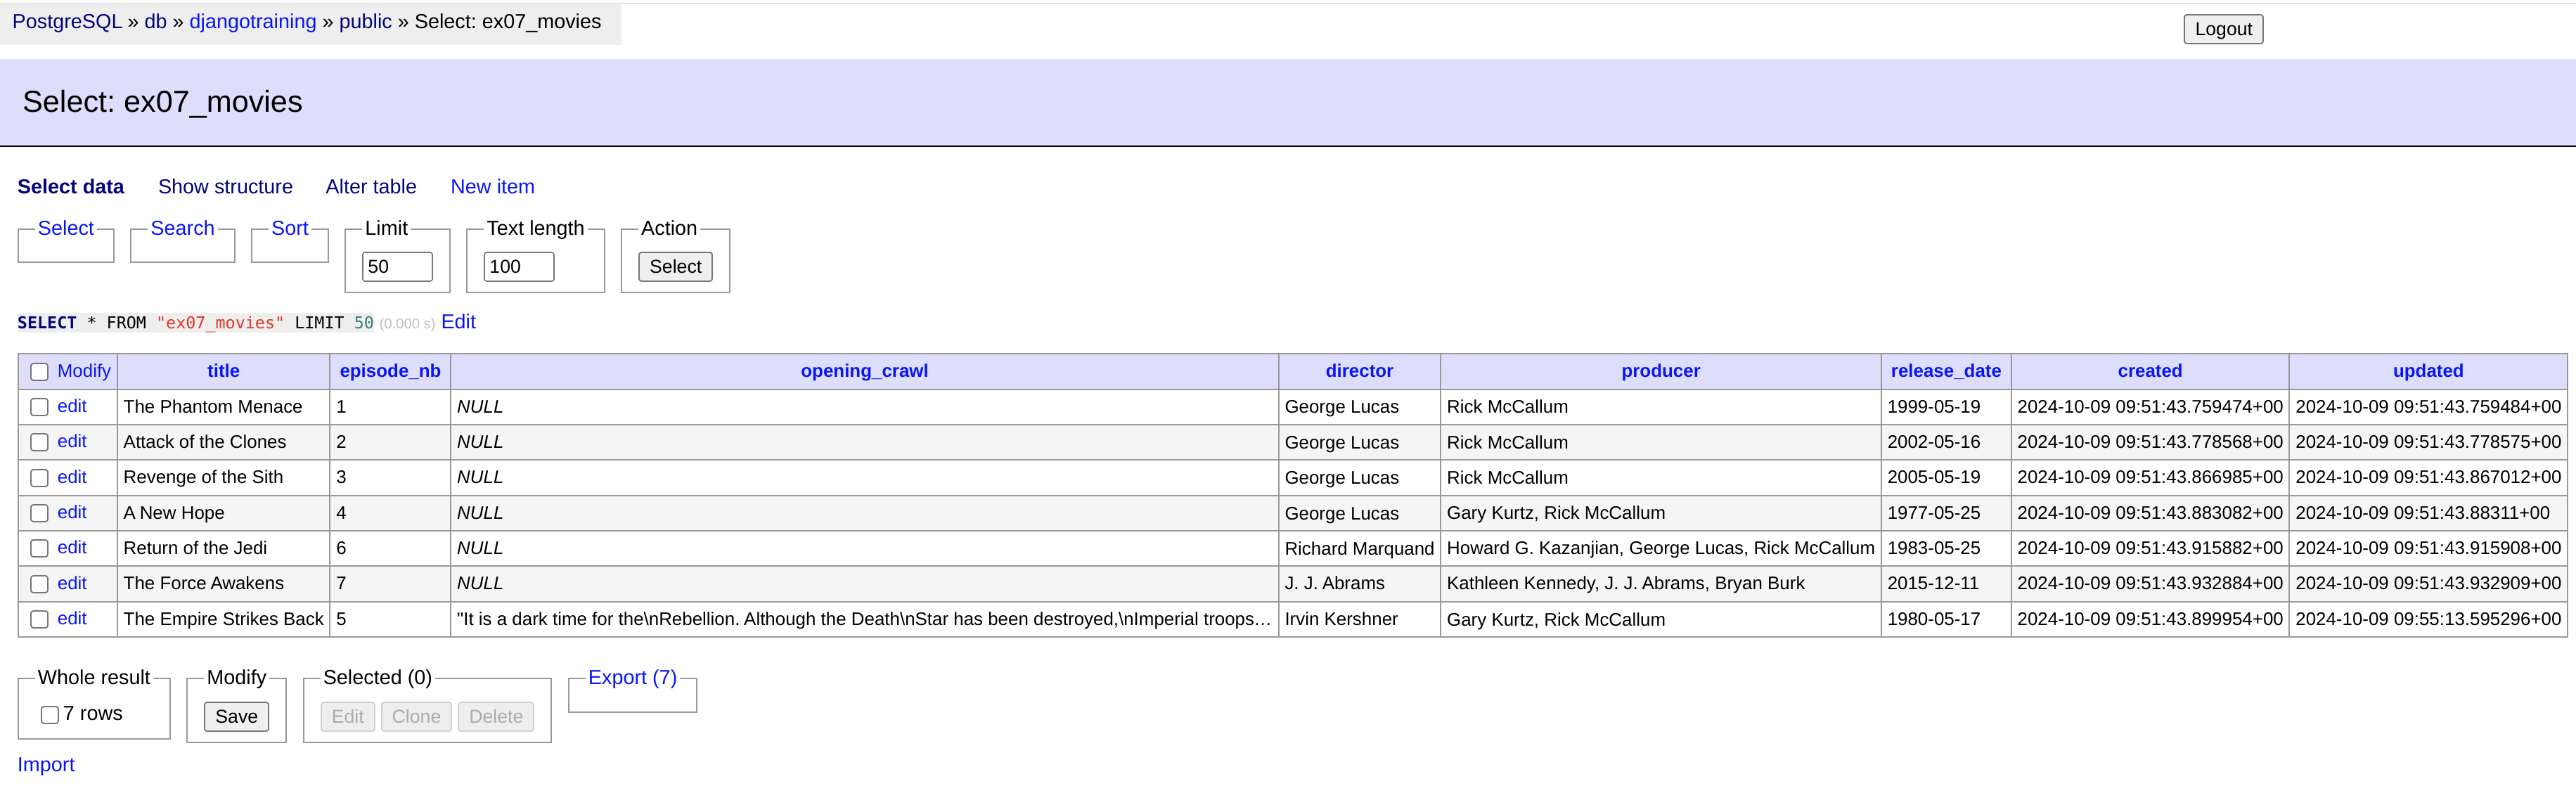 PostgreSQL » db » djangotraining » public » Select: ex07_movies
Logout
Select: ex07_movies
Select data Show structure Alter table New item
Select Search Sort Limit Text length Action
50 100 Select
SELECT * FROM "ex07_movies" LIMIT 50 (0.000 s) Edit
Modify title episode_nb opening_crawl director producer release_date created updated
edit The Phantom Menace 1 NULL George Lucas Rick McCallum 1999-05-19 2024-10-09 09:51:43.759474+00 2024-10-09 09:51:43.759484+00
edit Attack of the Clones 2 NULL George Lucas Rick McCallum 2002-05-16 2024-10-09 09:51:43.778568+00 2024-10-09 09:51:43.778575+00
edit Revenge of the Sith 3 NULL George Lucas Rick McCallum 2005-05-19 2024-10-09 09:51:43.866985+00 2024-10-09 09:51:43.867012+00
edit A New Hope 4 NULL George Lucas Gary Kurtz, Rick McCallum 1977-05-25 2024-10-09 09:51:43.883082+00 2024-10-09 09:51:43.88311+00
edit Return of the Jedi 6 NULL Richard Marquand Howard G. Kazanjian, George Lucas, Rick McCallum 1983-05-25 2024-10-09 09:51:43.915882+00 2024-10-09 09:51:43.915908+00
edit The Force Awakens 7 NULL J. J. Abrams Kathleen Kennedy, J. J. Abrams, Bryan Burk 2015-12-11 2024-10-09 09:51:43.932884+00 2024-10-09 09:51:43.932909+00
edit The Empire Strikes Back 5 "It is a dark time for the\nRebellion. Although the Death\nStar has been destroyed,\nImperial troops… Irvin Kershner Gary Kurtz, Rick McCallum 1980-05-17 2024-10-09 09:51:43.899954+00 2024-10-09 09:55:13.595296+00
Whole result Modify Selected (0) Export (7)
7 rows Save Edit Clone Delete
Import